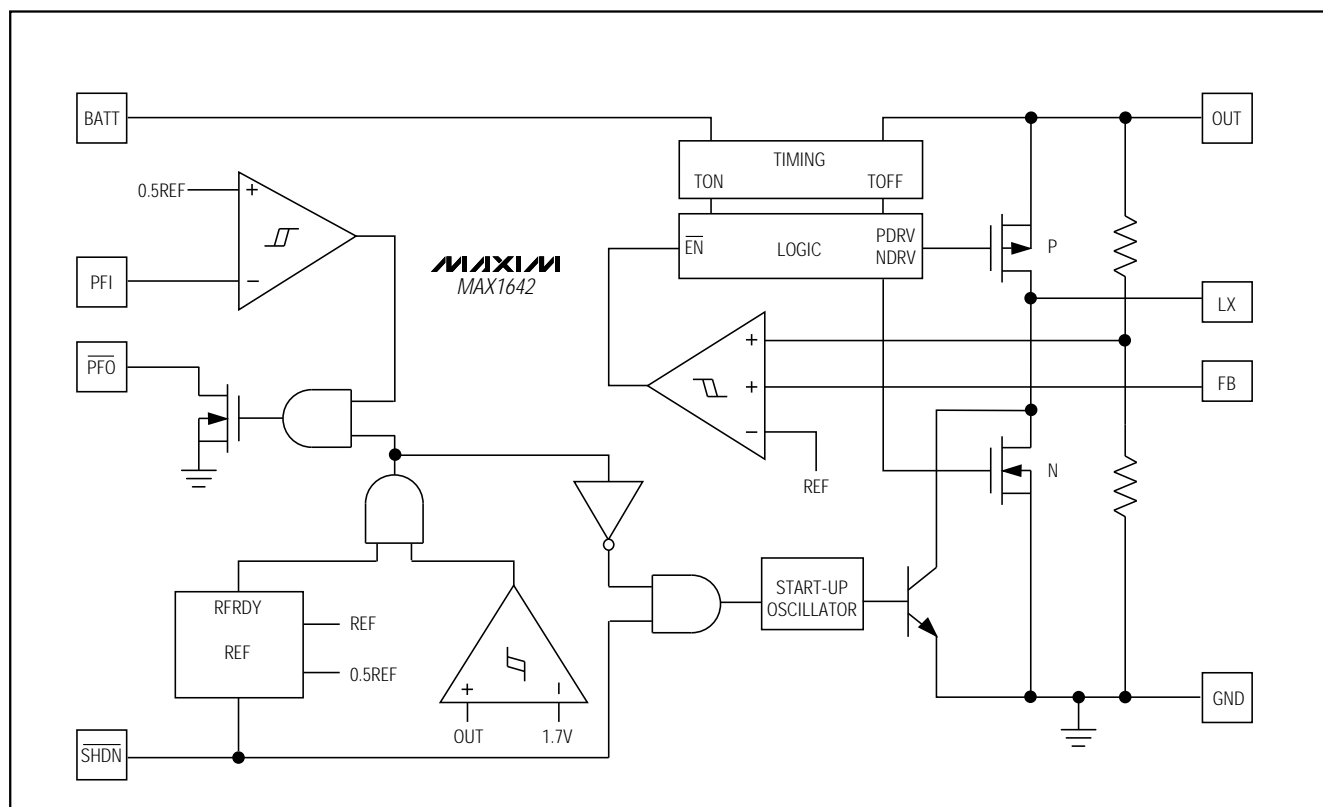 BATT
OUT
TIMING
TON
TOFF
0.5REF
+
EN
LOGIC
PDRV
NDRV
P
MAXIM
MAX1642
PFI
−
LX
PFO
+
+
FB
−
N
REF
RFRDY
REF
REF
0.5REF
START-UP
OSCILLATOR
+
−
OUT
1.7V
GND
SHDN